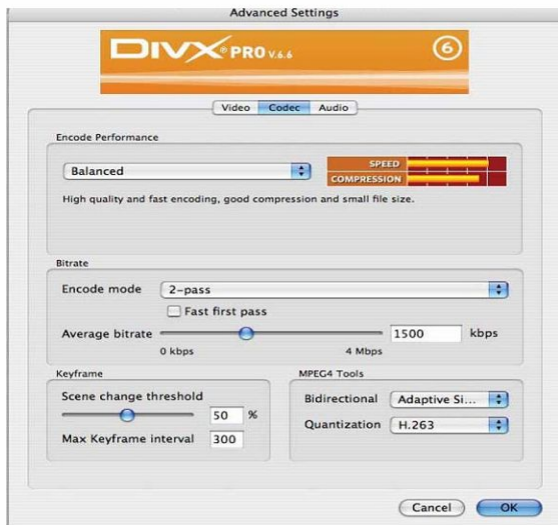 Advanced Settings
DIVX® PRO V.6.6
6
Video Codec Audio
Encode Performance
Balanced
SPEED
COMPRESSION
High quality and fast encoding, good compression and small file size.
Bitrate
Encode mode 2-pass
Fast first pass
Average bitrate 1500 kbps
0 kbps 4 Mbps
Keyframe
Scene change threshold
50 %
Max Keyframe interval 300
MPEG4 Tools
Bidirectional Adaptive Si...
Quantization H.263
Cancel OK